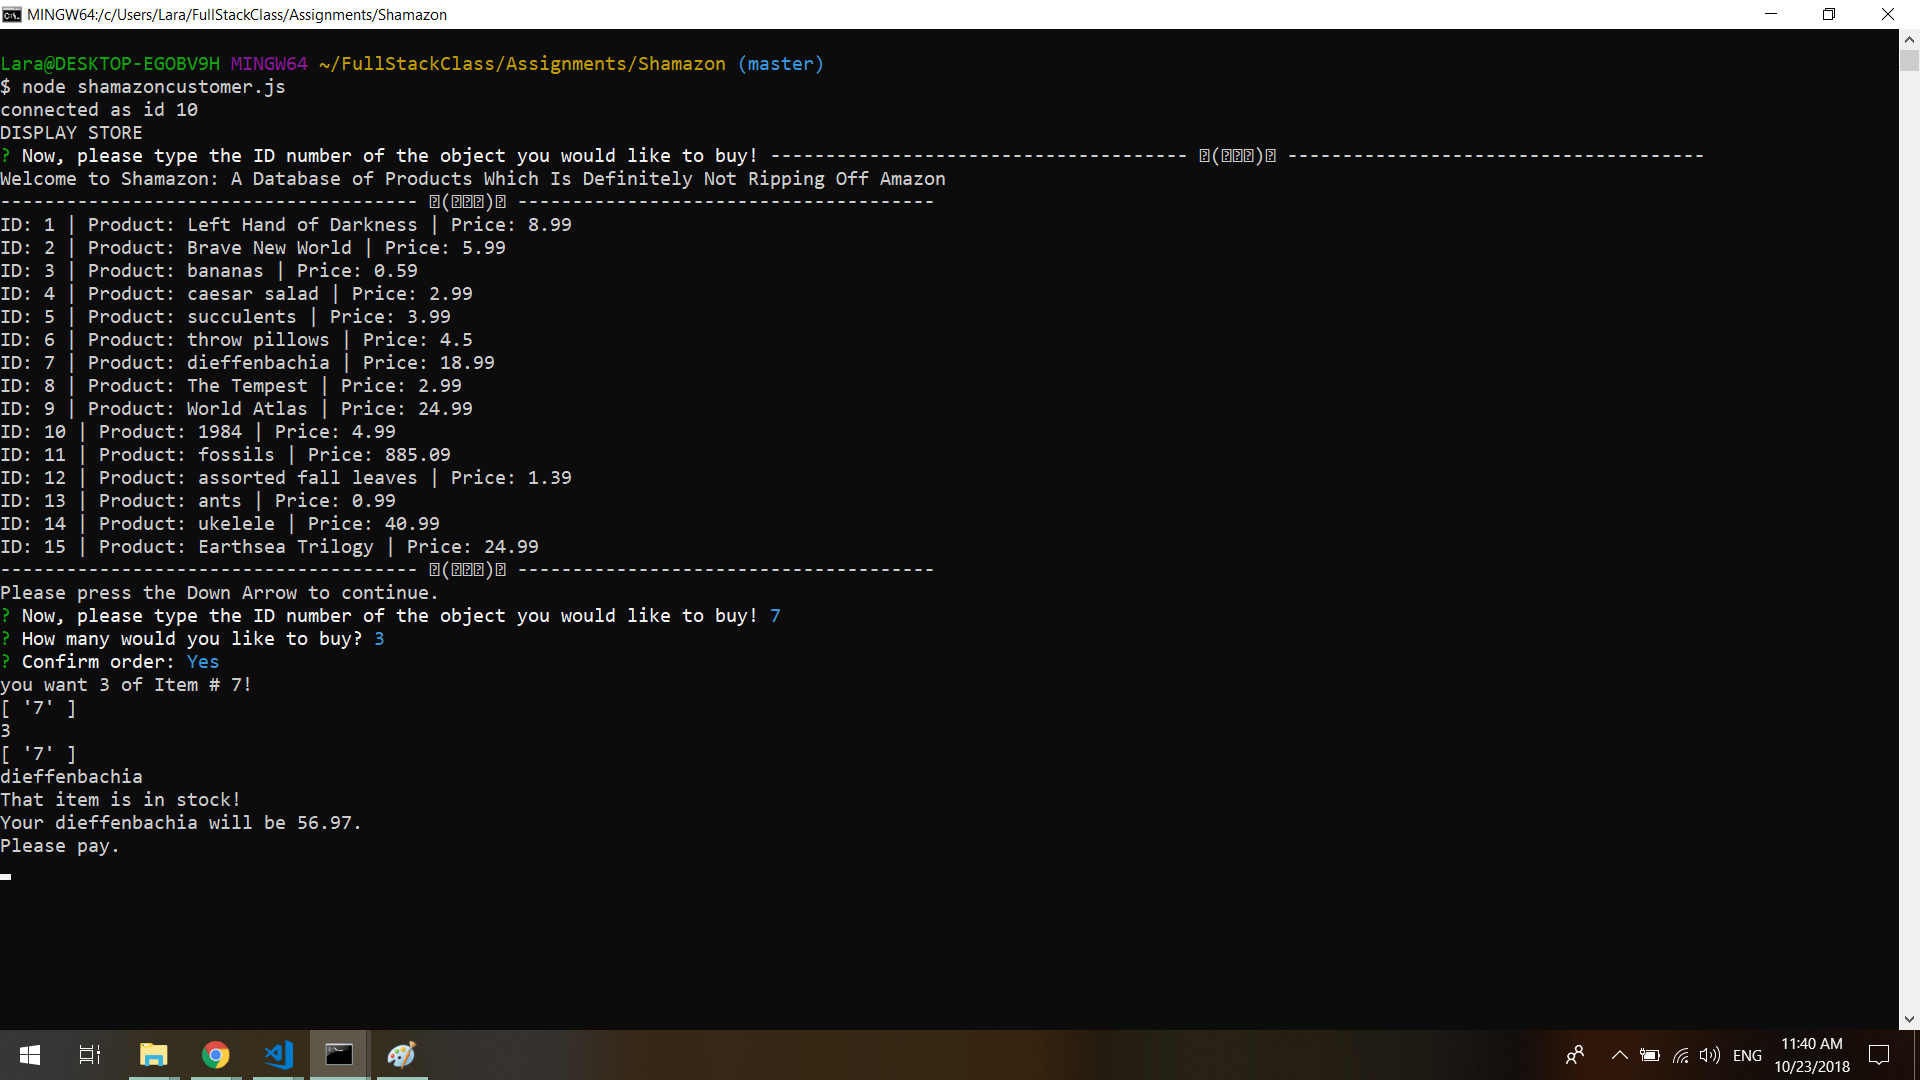 MINGW64:/c/Users/Lara/FullStackClass/Assignments/Shamazon
Lara@DESKTOP-EGOBV9H MINGW64 ~/FullStackClass/Assignments/Shamazon (master)
$ node shamazoncustomer.js
connected as id 10
DISPLAY STORE
? Now, please type the ID number of the object you would like to buy! -------------------------------------- ⍰(⍰⍰⍰)⍰ --------------------------------------
Welcome to Shamazon: A Database of Products Which Is Definitely Not Ripping Off Amazon
-------------------------------------- ⍰(⍰⍰⍰)⍰ --------------------------------------
ID: 1 | Product: Left Hand of Darkness | Price: 8.99
ID: 2 | Product: Brave New World | Price: 5.99
ID: 3 | Product: bananas | Price: 0.59
ID: 4 | Product: caesar salad | Price: 2.99
ID: 5 | Product: succulents | Price: 3.99
ID: 6 | Product: throw pillows | Price: 4.5
ID: 7 | Product: dieffenbachia | Price: 18.99
ID: 8 | Product: The Tempest | Price: 2.99
ID: 9 | Product: World Atlas | Price: 24.99
ID: 10 | Product: 1984 | Price: 4.99
ID: 11 | Product: fossils | Price: 885.09
ID: 12 | Product: assorted fall leaves | Price: 1.39
ID: 13 | Product: ants | Price: 0.99
ID: 14 | Product: ukelele | Price: 40.99
ID: 15 | Product: Earthsea Trilogy | Price: 24.99
-------------------------------------- ⍰(⍰⍰⍰)⍰ --------------------------------------
Please press the Down Arrow to continue.
? Now, please type the ID number of the object you would like to buy! 7
? How many would you like to buy? 3
? Confirm order: Yes
you want 3 of Item # 7!
[ '7' ]
3
[ '7' ]
dieffenbachia
That item is in stock!
Your dieffenbachia will be 56.97.
Please pay.
ENG
11:40 AM
10/23/2018